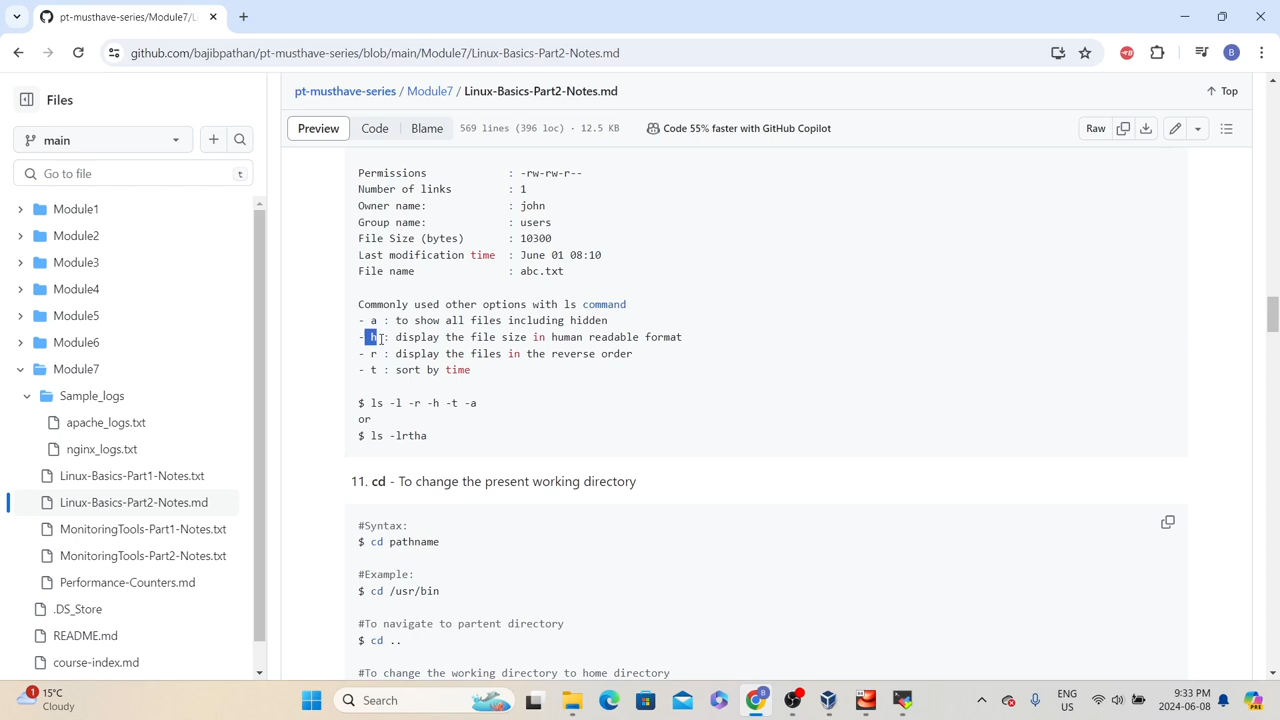 pt-musthave-series/Module7/L
github.com/bajibpathan/pt-musthave-series/blob/main/Module7/Linux-Basics-Part2-Notes.md
B
Files
main
Go to file
t
Module1
Module2
Module3
Module4
Module5
Module6
Module7
Sample_logs
apache_logs.txt
nginx_logs.txt
Linux-Basics-Part1-Notes.txt
Linux-Basics-Part2-Notes.md
MonitoringTools-Part1-Notes.txt
MonitoringTools-Part2-Notes.txt
Performance-Counters.md
.DS_Store
README.md
course-index.md
pt-musthave-series / Module7 / Linux-Basics-Part2-Notes.md
Top
Preview Code Blame 569 lines (396 loc) · 12.5 KB Code 55% faster with GitHub Copilot Raw
Permissions : -rw-rw-r--
Number of links : 1
Owner name: : john
Group name: : users
File Size (bytes) : 10300
Last modification time : June 01 08:10
File name : abc.txt
Commonly used other options with ls command
- a : to show all files including hidden
- h : display the file size in human readable format
- r : display the files in the reverse order
- t : sort by time
$ ls -l -r -h -t -a
or
$ ls -lrtha
11. cd - To change the present working directory
#Syntax:
$ cd pathname
#Example:
$ cd /usr/bin
#To navigate to partent directory
$ cd ..
#To change the working directory to home directory
1
15°C
Cloudy
Search
PRE
ENG
US
9:33 PM
2024-06-08